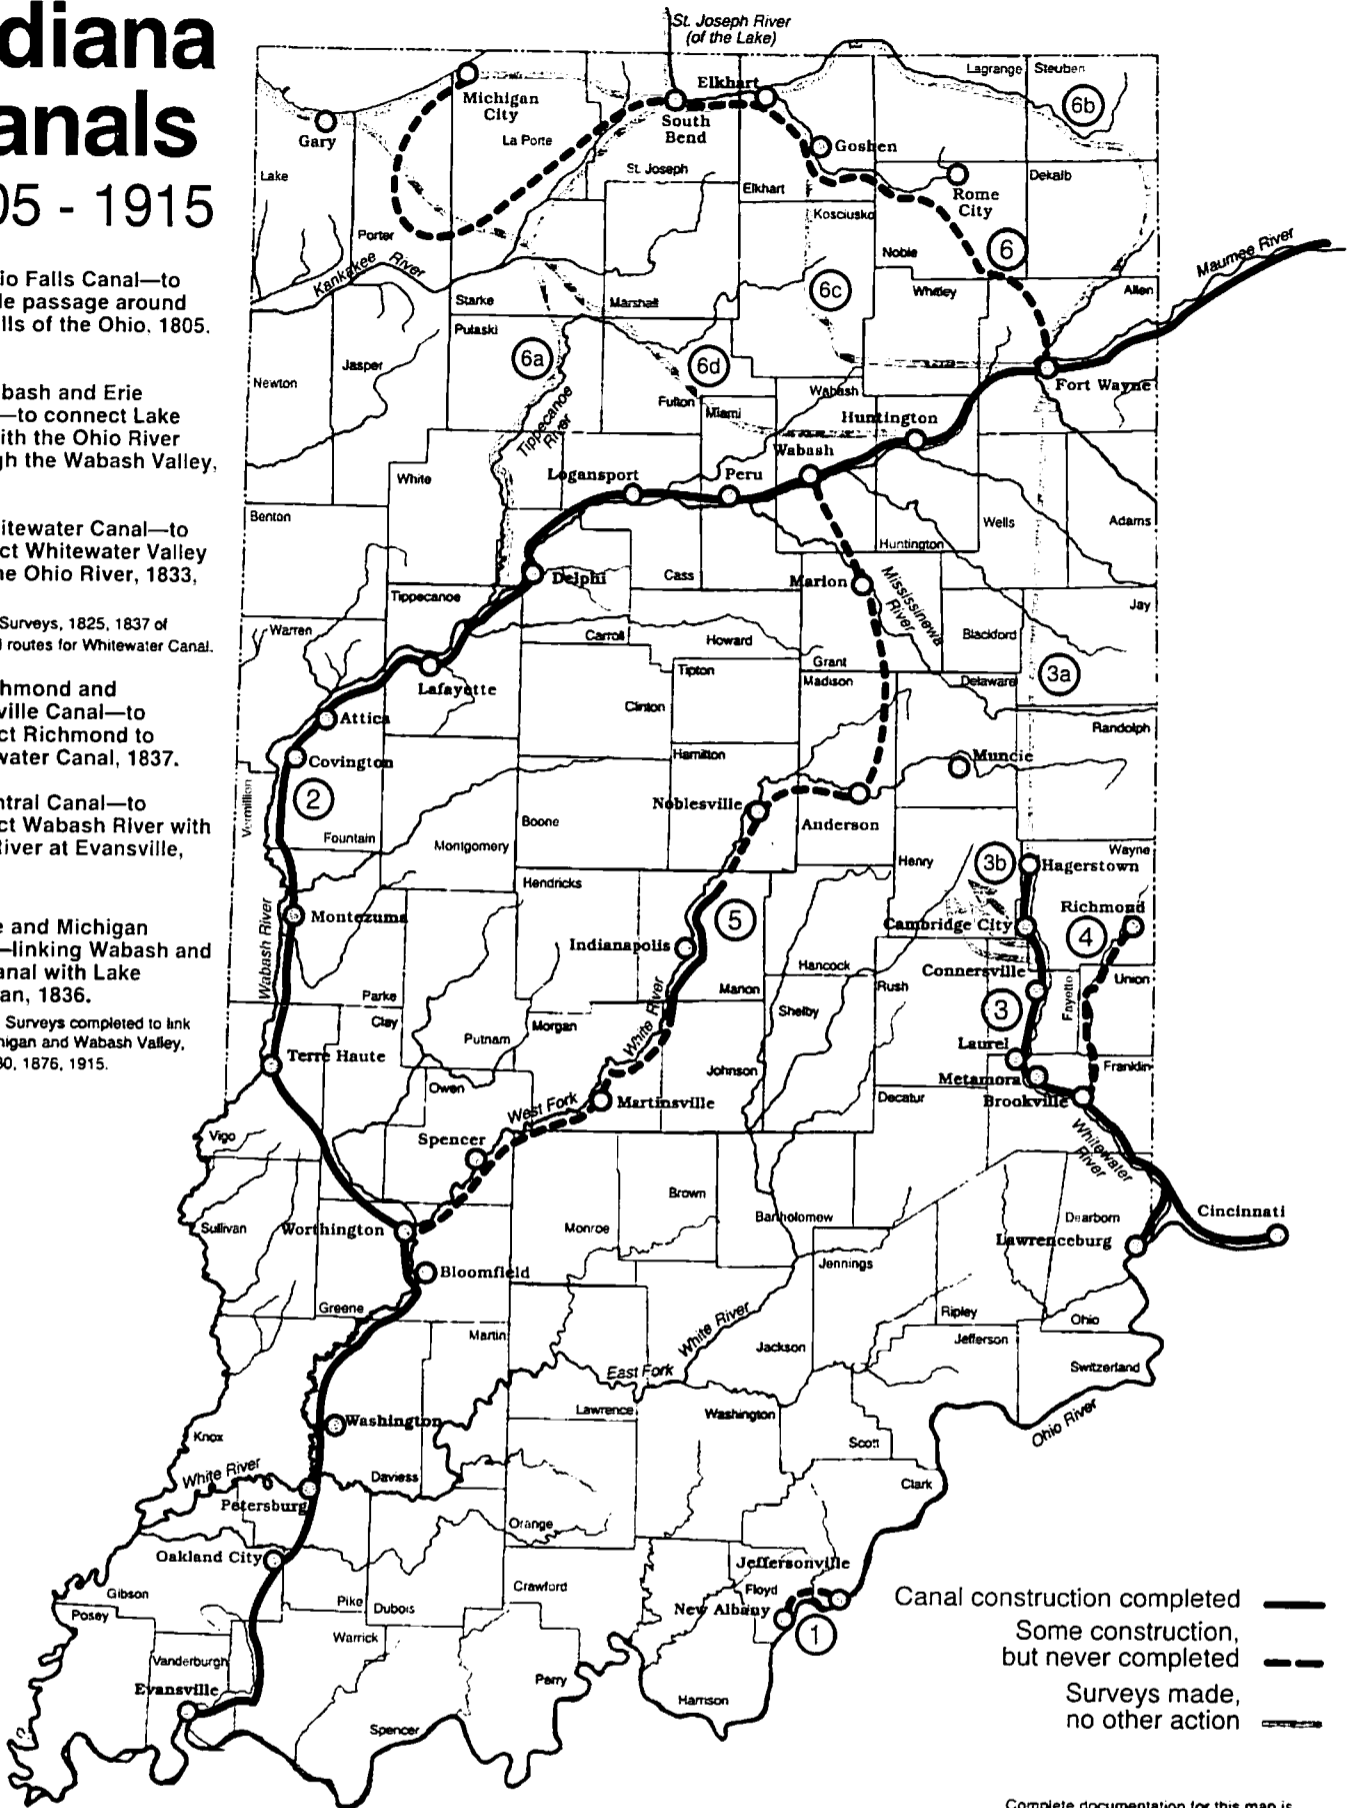 diana
anals
05 - 1915
io Falls Canal—to
le passage around
lls of the Ohio. 1805.
bash and Erie
—to connect Lake
ith the Ohio River
gh the Wabash Valley,
itewater Canal—to
ct Whitewater Valley
ne Ohio River, 1833,
Surveys, 1825, 1837 of
l routes for Whitewater Canal.
hmond and
ville Canal—to
ct Richmond to
water Canal, 1837.
ntral Canal—to
ct Wabash River with
River at Evansville,
e and Michigan
—linking Wabash and
anal with Lake
an, 1836.
Surveys completed to link
higan and Wabash Valley,
30, 1876, 1915.
St. Joseph River
(of the Lake)
Michigan
City
Gary
La Porte
Lake
Porter
Kankakee River
South
Bend
Elkhart
St. Joseph
Elkhart
Goshen
Kosciusko
Lagrange
Steuben
6b
Rome
City
Dekalb
Noble
6
Whitley
Allen
Maumee River
Starke
Marshall
6c
Pulaski
6a
6d
Newton
Jasper
Tippecanoe
River
Fulton
Miami
Wabash
Fort Wayne
Huntington
Wabash
Logansport
Peru
White
Benton
Wells
Adams
Huntington
Delphi
Cass
Marion
Mississinewa
River
Tippecanoe
Jay
Warren
Carroll
Howard
Blackford
Grant
Lafayette
Tipton
Madison
Delaware
3a
Attica
Clinton
Randolph
Covington
Hamilton
Muncie
2
Vermillion
Noblesville
Anderson
Fountain
Montgomery
Boone
Henry
3b
Wayne
Hagerstown
Hendricks
Montezuma
Indianapolis
5
Cambridge City
Richmond
4
Wabash River
Connersville
Hancock
Rush
Union
Fayette
Parke
Marion
Shelby
3
Clay
Putnam
Morgan
White River
Laurel
Terre Haute
Johnson
Metamora
Franklin
Owen
West Fork
Martinsville
Decatur
Brookville
Spencer
Whitewater
River
Vigo
Brown
Sullivan
Worthington
Monroe
Bartholomew
Dearborn
Cincinnati
Lawrenceburg
Bloomfield
Jennings
Greene
Martin
White River
Ripley
Ohio
Jackson
Jefferson
Switzerland
East Fork
Lawrence
Washington
Washington
Ohio River
Knox
Scott
White River
Daviess
Clark
Petersburg
Orange
Oakland City
Jeffersonville
Gibson
Crawford
Floyd
Posey
Pike
Dubois
New Albany
1
Warrick
Vanderburgh
Perry
Evansville
Harrison
Spencer
Canal construction completed
Some construction,
but never completed
Surveys made,
no other action
Complete documentation for this map is